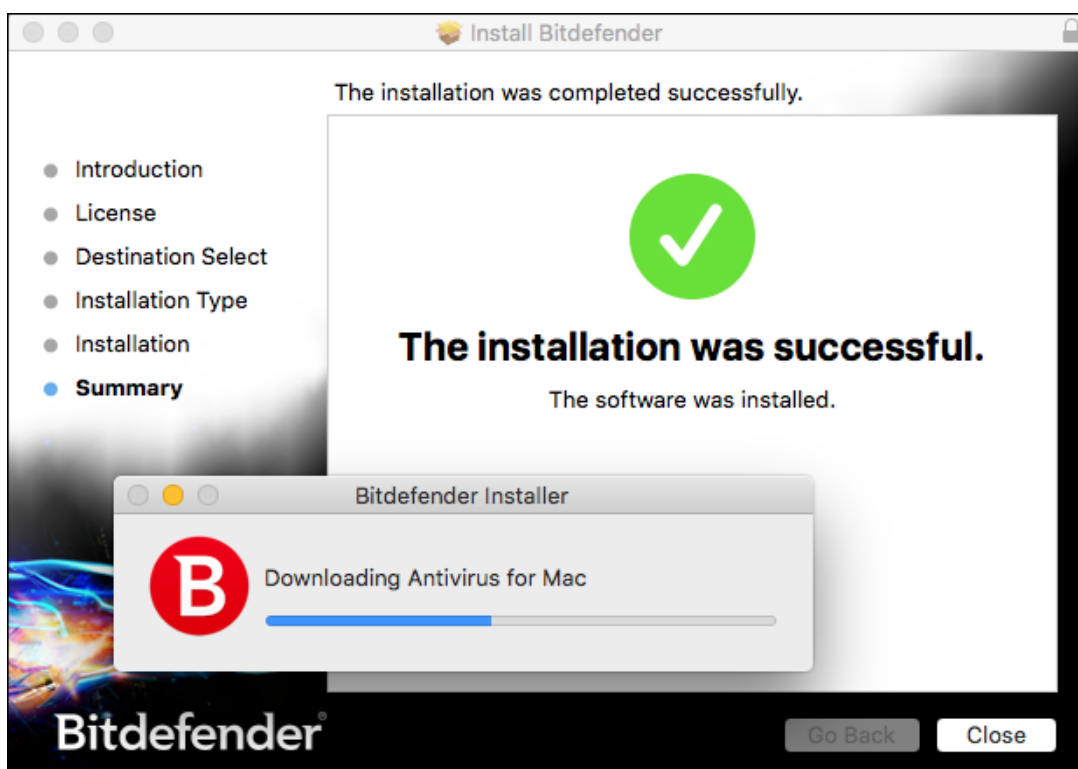 Install Bitdefender
The installation was completed successfully.
Introduction
License
Destination Select
Installation Type
Installation
Summary
The installation was successful.
The software was installed.
Bitdefender Installer
B
Downloading Antivirus for Mac
Bitdefender®
Go Back
Close